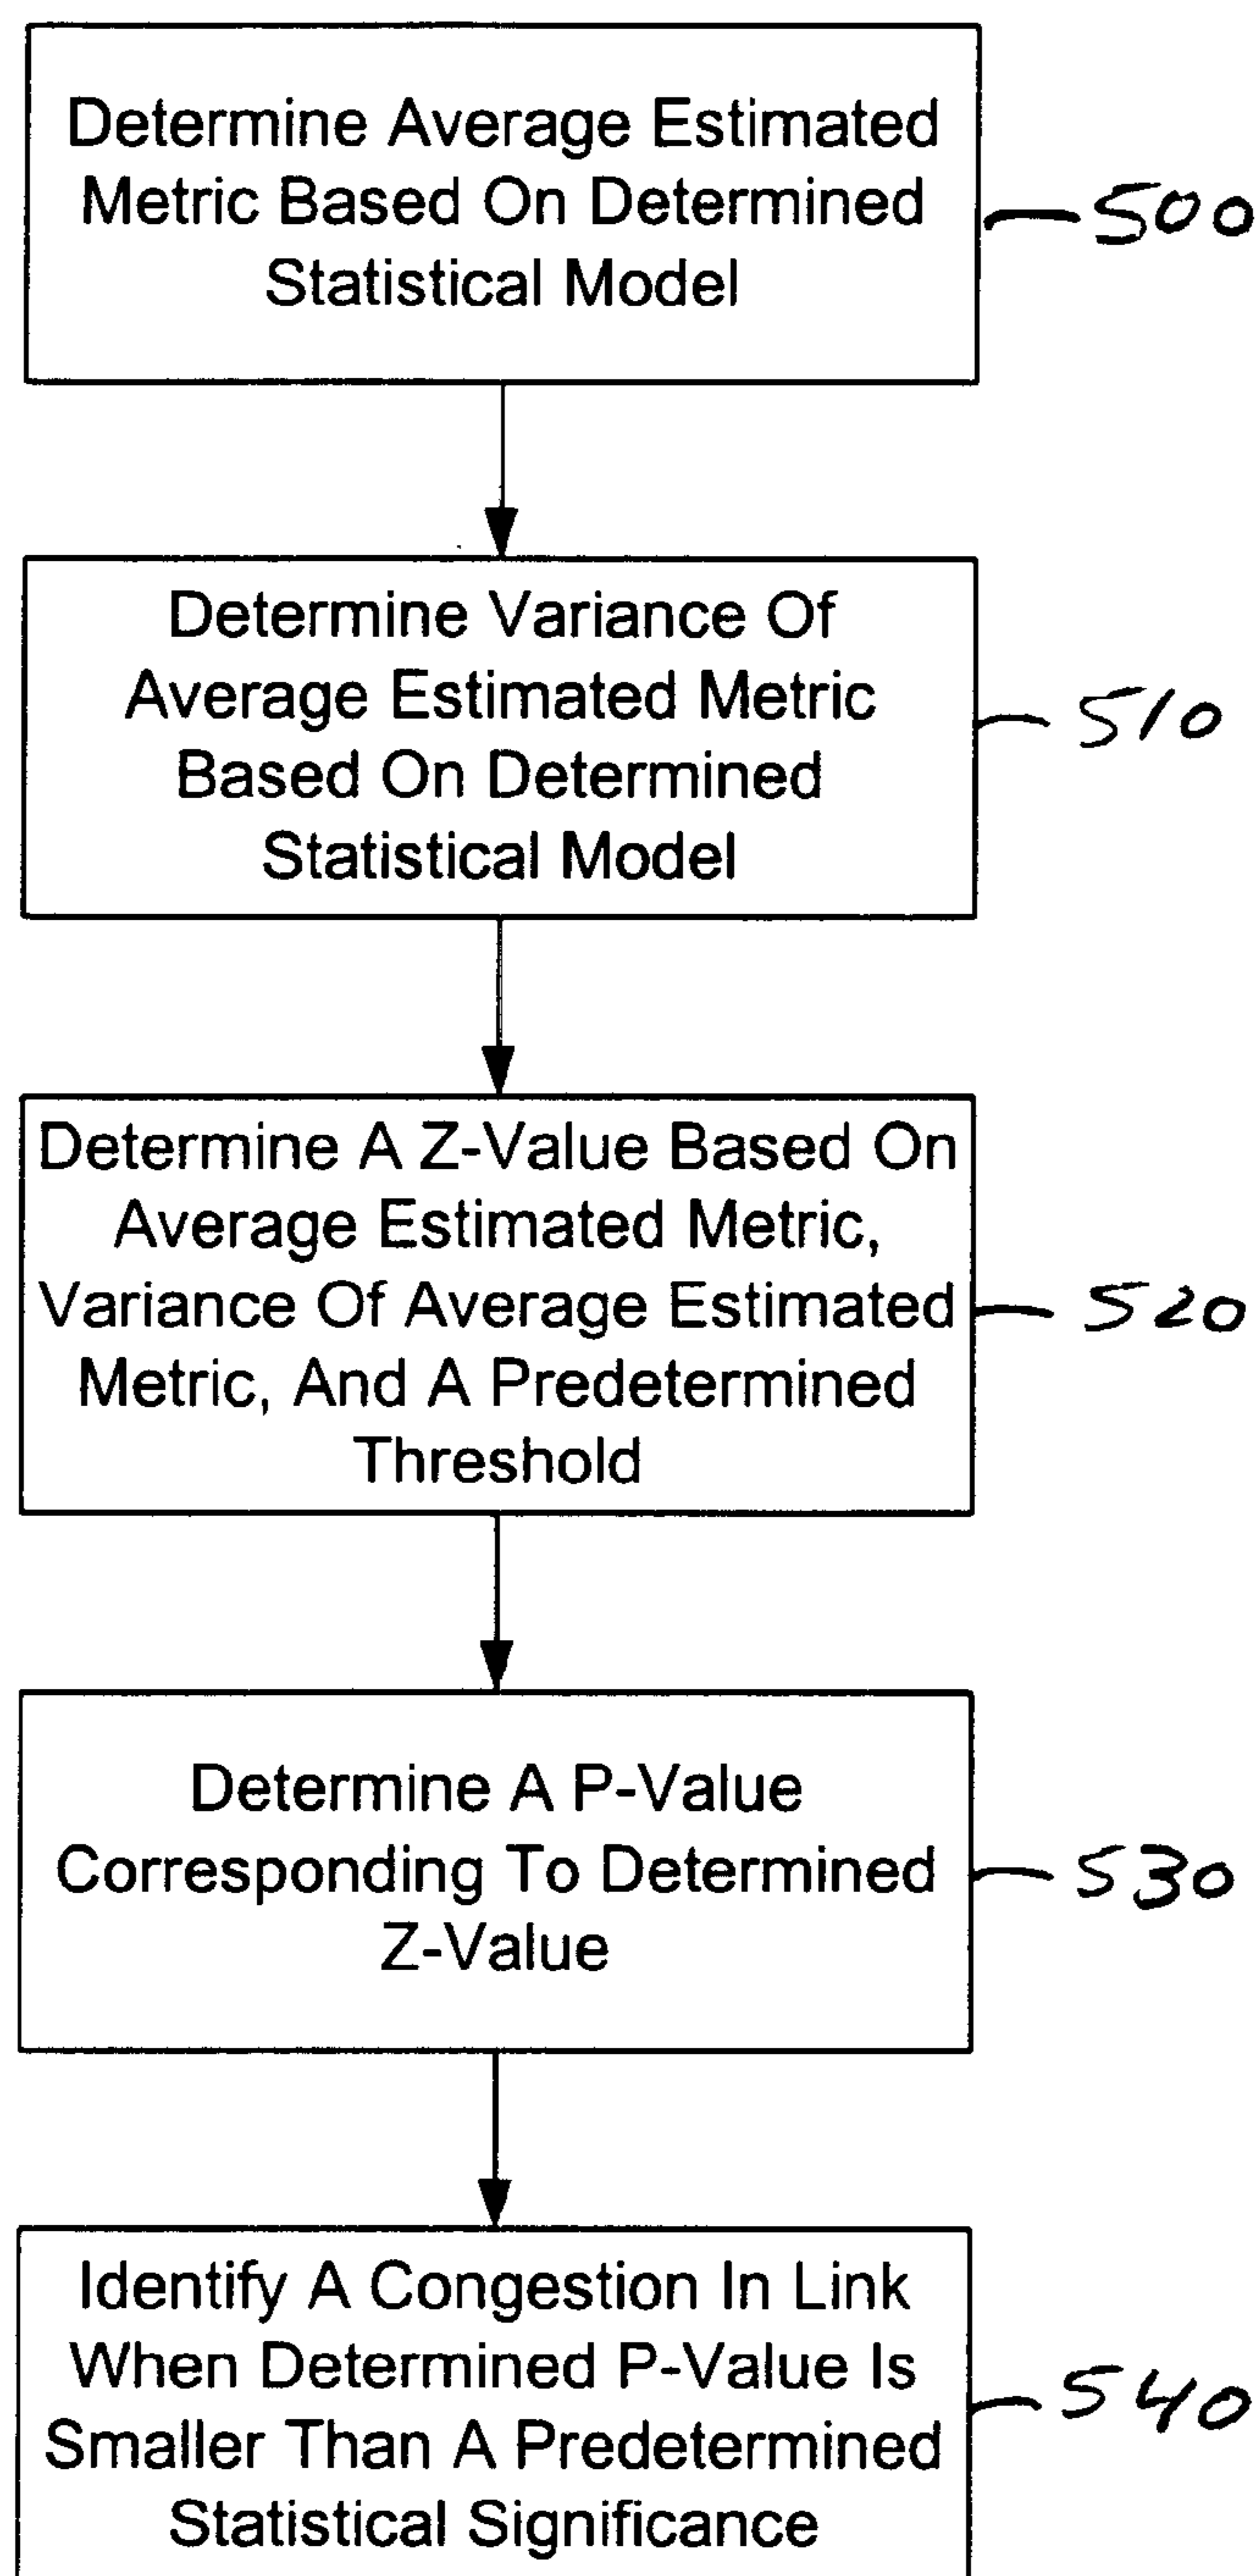 Determine Average Estimated
Metric Based On Determined
Statistical Model
500
Determine Variance Of
Average Estimated Metric
Based On Determined
Statistical Model
510
Determine A Z-Value Based On
Average Estimated Metric,
Variance Of Average Estimated
Metric, And A Predetermined
Threshold
520
Determine A P-Value
Corresponding To Determined
Z-Value
530
Identify A Congestion In Link
When Determined P-Value Is
Smaller Than A Predetermined
Statistical Significance
540